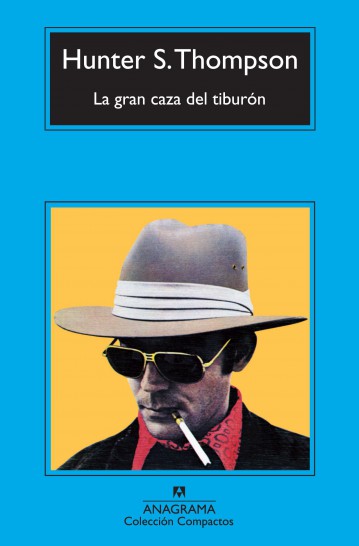 Hunter S. Thompson
La gran caza del tiburón
ANAGRAMA
Colección Compactos